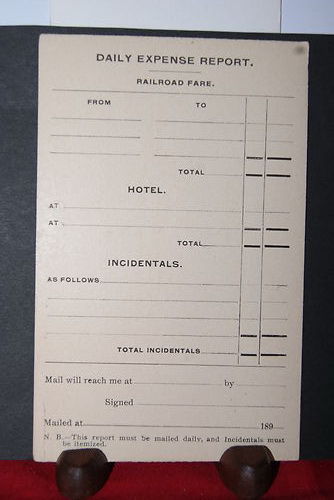 DAILY EXPENSE REPORT.
RAILROAD FARE.
FROM TO
TOTAL
HOTEL.
AT
AT
TOTAL
INCIDENTALS.
AS FOLLOWS
TOTAL INCIDENTALS
Mail will reach me at by
Signed
Mailed at 189
N. B.—This report must be mailed daily, and Incidentals must
be itemized.